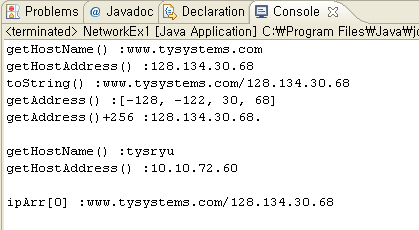 Problems @ Javadoc Declaration Console
<terminated> NetworkEx1 [Java Application] C:₩Program Files₩Java₩j
getHostName() :www.tysystems.com
getHostAddress() :128.134.30.68
toString() :www.tysystems.com/128.134.30.68
getAddress() :[-128, -122, 30, 68]
getAddress()+256 :128.134.30.68.
getHostName() :tysryu
getHostAddress() :10.10.72.60
ipArr[0] :www.tysystems.com/128.134.30.68